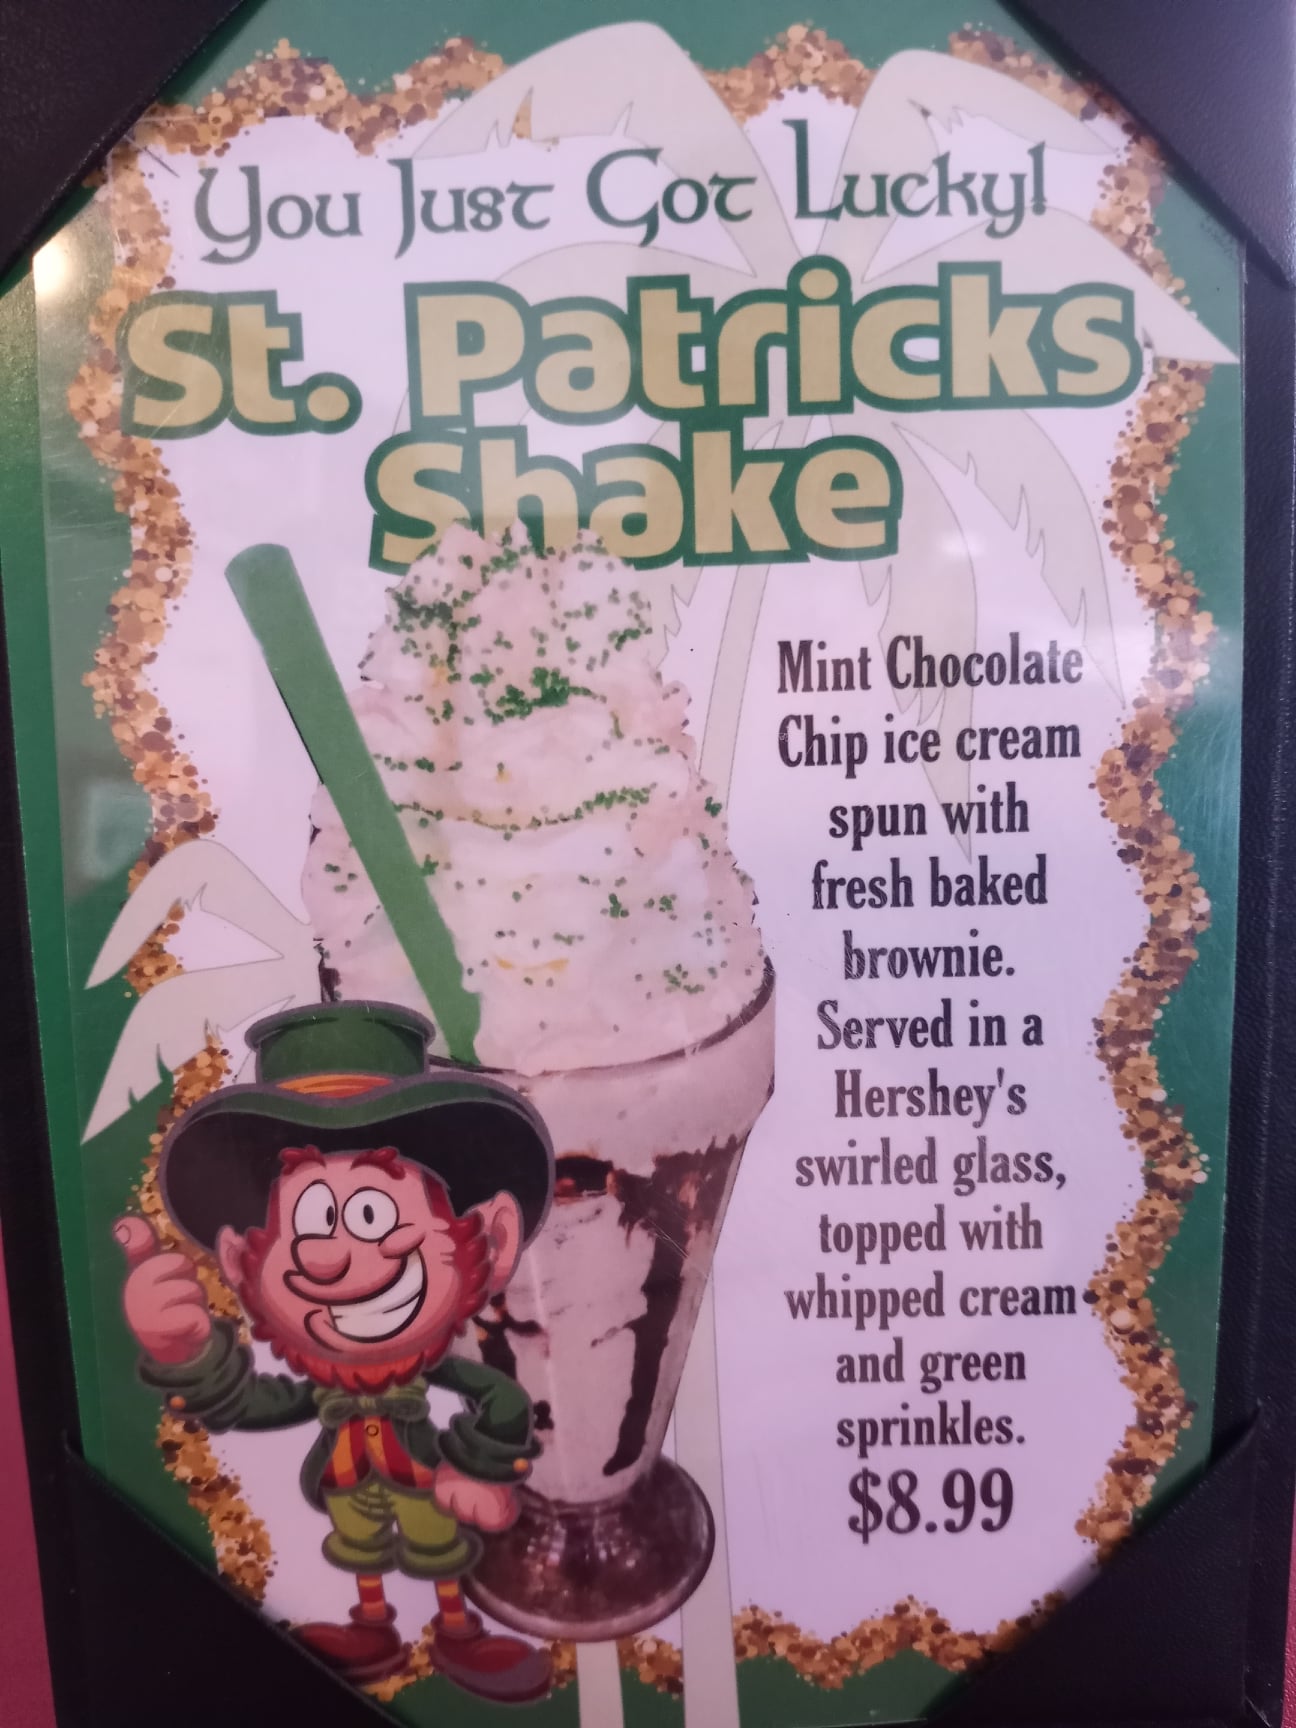 You Just Got Lucky!
St. Patricks
Shake
Mint Chocolate
Chip ice cream
spun with
fresh baked
brownie.
Served in a
Hershey's
swirled glass,
topped with
whipped cream
and green
sprinkles.
$8.99